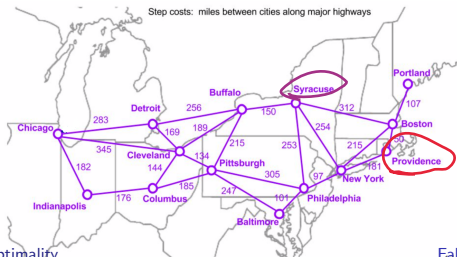 Step costs: miles between cities along major highways
Portland
Syracuse
Buffalo
107
Detroit
256
150
312
Boston
283
Chicago
169
189
254
50
345
Cleveland
215
253
215
Providence
134
Pittsburgh
181
182
144
305
97
New York
185
247
Philadelphia
Indianapolis
176
Columbus
101
Baltimore
timality
Fal